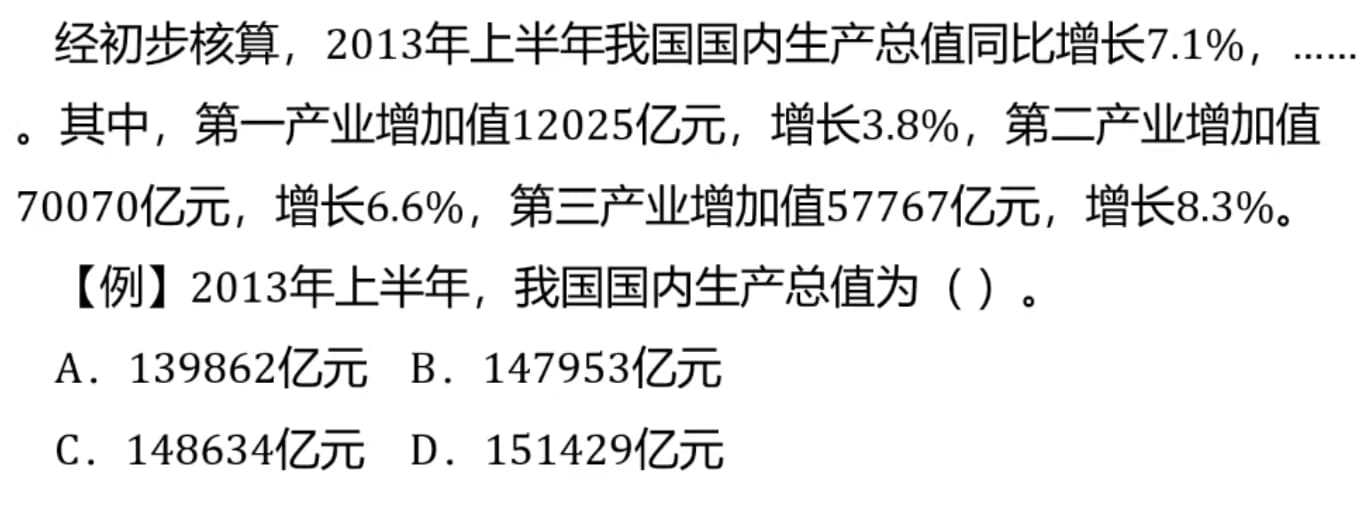 经初步核算，2013年上半年我国国内生产总值同比增长7.1%，……
。其中，第一产业增加值12025亿元，增长3.8%，第二产业增加值
70070亿元，增长6.6%，第三产业增加值57767亿元，增长8.3%。
【例】2013年上半年，我国国内生产总值为（ ）。
A．139862亿元 B．147953亿元
C．148634亿元 D．151429亿元